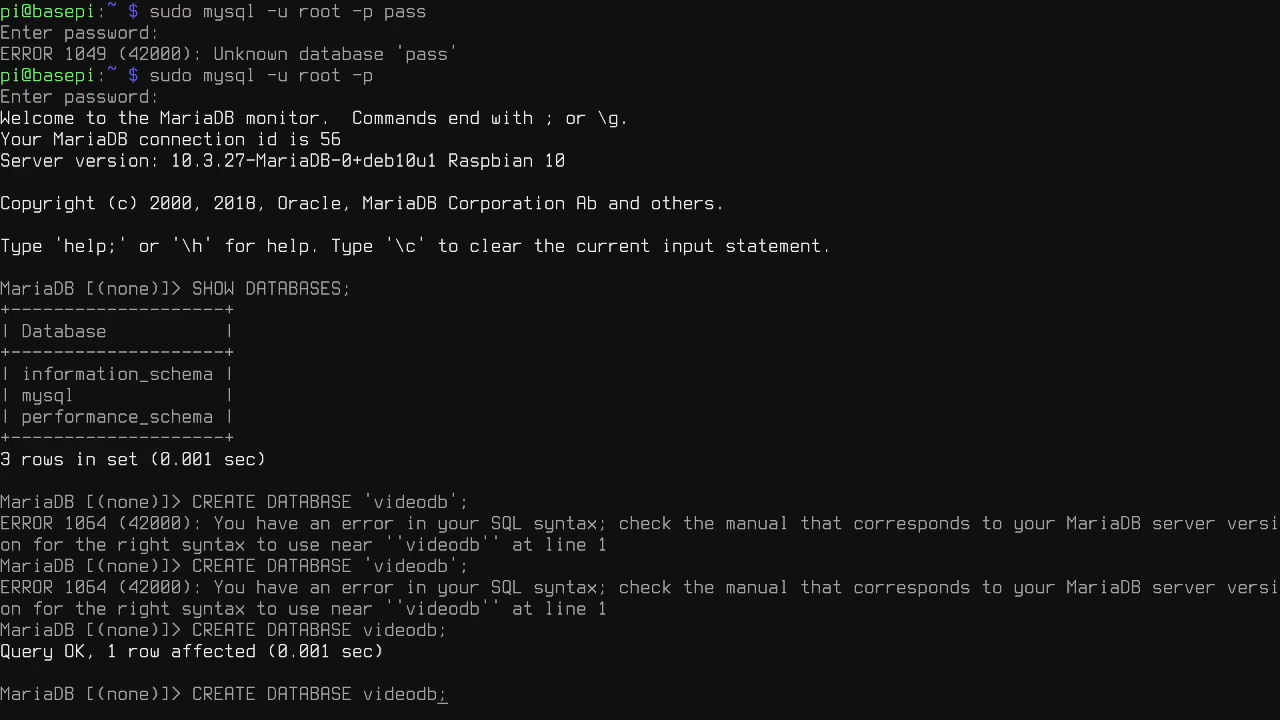 pi@basepi:~ $ sudo mysql -u root -p pass
Enter password:
ERROR 1049 (42000): Unknown database 'pass'
pi@basepi:~ $ sudo mysql -u root -p
Enter password:
Welcome to the MariaDB monitor.  Commands end with ; or \g.
Your MariaDB connection id is 56
Server version: 10.3.27-MariaDB-0+deb10u1 Raspbian 10
Copyright (c) 2000, 2018, Oracle, MariaDB Corporation Ab and others.
Type 'help;' or '\h' for help. Type '\c' to clear the current input statement.
MariaDB [(none)]> SHOW DATABASES;
+--------------------+
| Database           |
+--------------------+
| information_schema |
| mysql              |
| performance_schema |
+--------------------+
3 rows in set (0.001 sec)
MariaDB [(none)]> CREATE DATABASE 'videodb';
ERROR 1064 (42000): You have an error in your SQL syntax; check the manual that corresponds to your MariaDB server versi
on for the right syntax to use near ''videodb'' at line 1
MariaDB [(none)]> CREATE DATABASE 'videodb';
ERROR 1064 (42000): You have an error in your SQL syntax; check the manual that corresponds to your MariaDB server versi
on for the right syntax to use near ''videodb'' at line 1
MariaDB [(none)]> CREATE DATABASE videodb;
Query OK, 1 row affected (0.001 sec)
MariaDB [(none)]> CREATE DATABASE videodb;